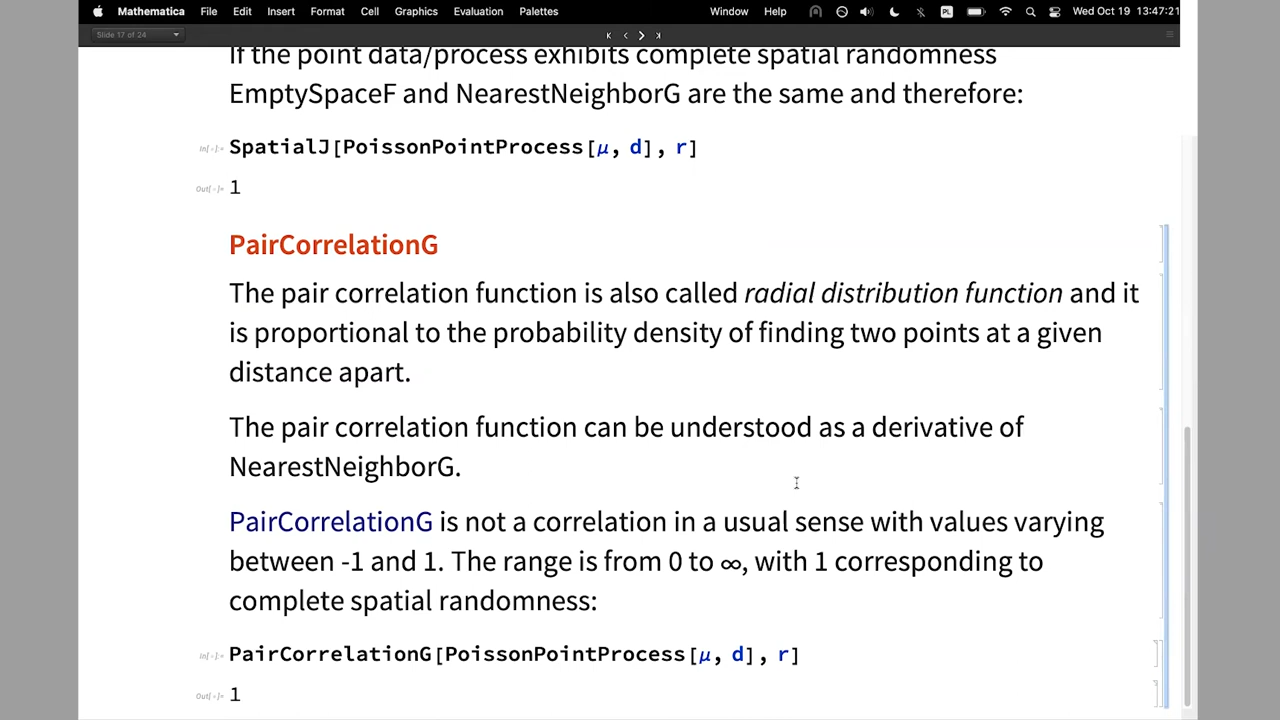 Mathematica File Edit Insert Format Cell Graphics Evaluation Palettes Window Help PL Wed Oct 19 13:47:21
Slide 17 of 24
If the point data/process exhibits complete spatial randomness
EmptySpaceF and NearestNeighborG are the same and therefore:
In[-]:= SpatialJ[PoissonPointProcess[μ, d], r]
Out[-]= 1
PairCorrelationG
The pair correlation function is also called radial distribution function and it
is proportional to the probability density of finding two points at a given
distance apart.
The pair correlation function can be understood as a derivative of
NearestNeighborG.
PairCorrelationG is not a correlation in a usual sense with values varying
between -1 and 1. The range is from 0 to ∞, with 1 corresponding to
complete spatial randomness:
In[-]:= PairCorrelationG[PoissonPointProcess[μ, d], r]
Out[-]= 1